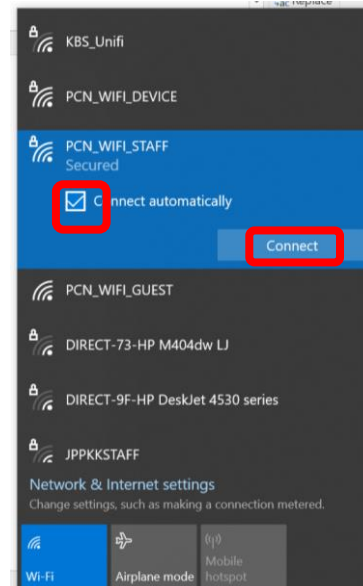 Replace
KBS_Unifi
PCN_WIFI_DEVICE
PCN_WIFI_STAFF
Secured
Connect automatically
Connect
PCN_WIFI_GUEST
DIRECT-73-HP M404dw LJ
DIRECT-9F-HP DeskJet 4530 series
JPPKKSTAFF
Network & Internet settings
Change settings, such as making a connection metered.
Wi-Fi
Airplane mode
Mobile
hotspot